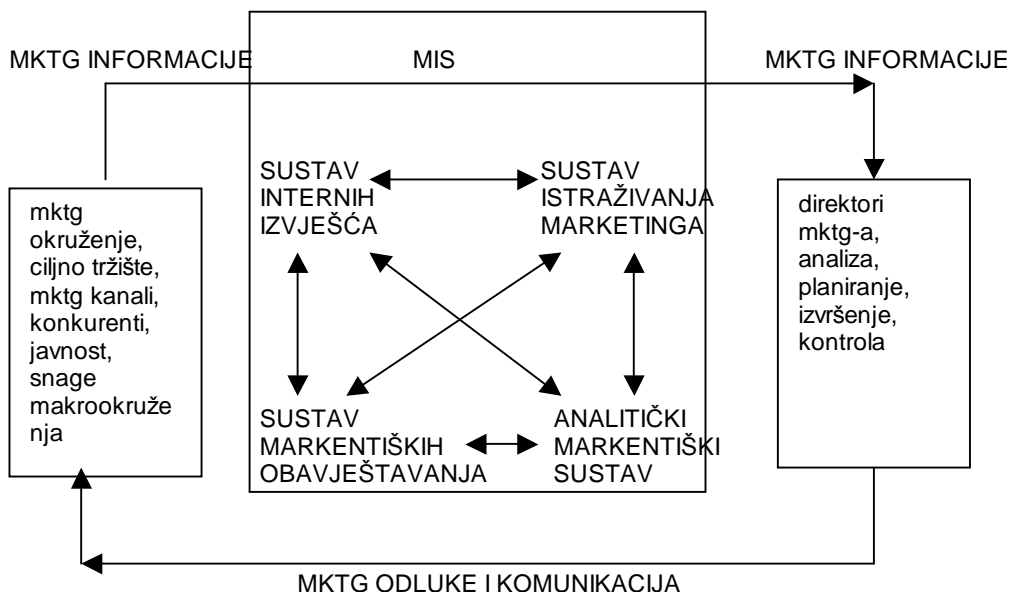 MKTG INFORMACIJE
MIS
MKTG INFORMACIJE
mktg
okruženje,
ciljno tržište,
mktg kanali,
konkurenti,
javnost,
snage
makrookruže
nja
SUSTAV
INTERNIH
IZVJEŠĆA
SUSTAV
ISTRAŽIVANJA
MARKETINGA
SUSTAV
MARKENTIŠKIH
OBAVJEŠTAVANJA
ANALITIČKI
MARKENTIŠKI
SUSTAV
direktori
mktg-a,
analiza,
planiranje,
izvršenje,
kontrola
MKTG ODLUKE I KOMUNIKACIJA